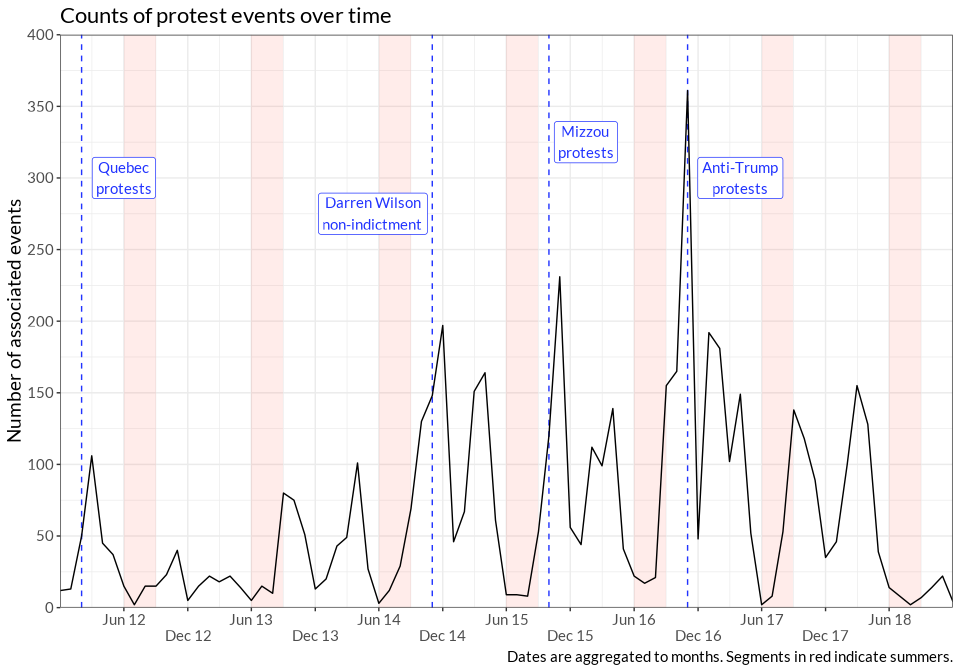 Counts of protest events over time
Number of associated events
400
350
300
250
200
150
100
50
0
Quebec
protests
Darren Wilson
non-indictment
Mizzou
protests
Anti-Trump
protests
Jun 12
Dec 12
Jun 13
Dec 13
Jun 14
Dec 14
Jun 15
Dec 15
Jun 16
Dec 16
Jun 17
Dec 17
Jun 18
Dates are aggregated to months. Segments in red indicate summers.